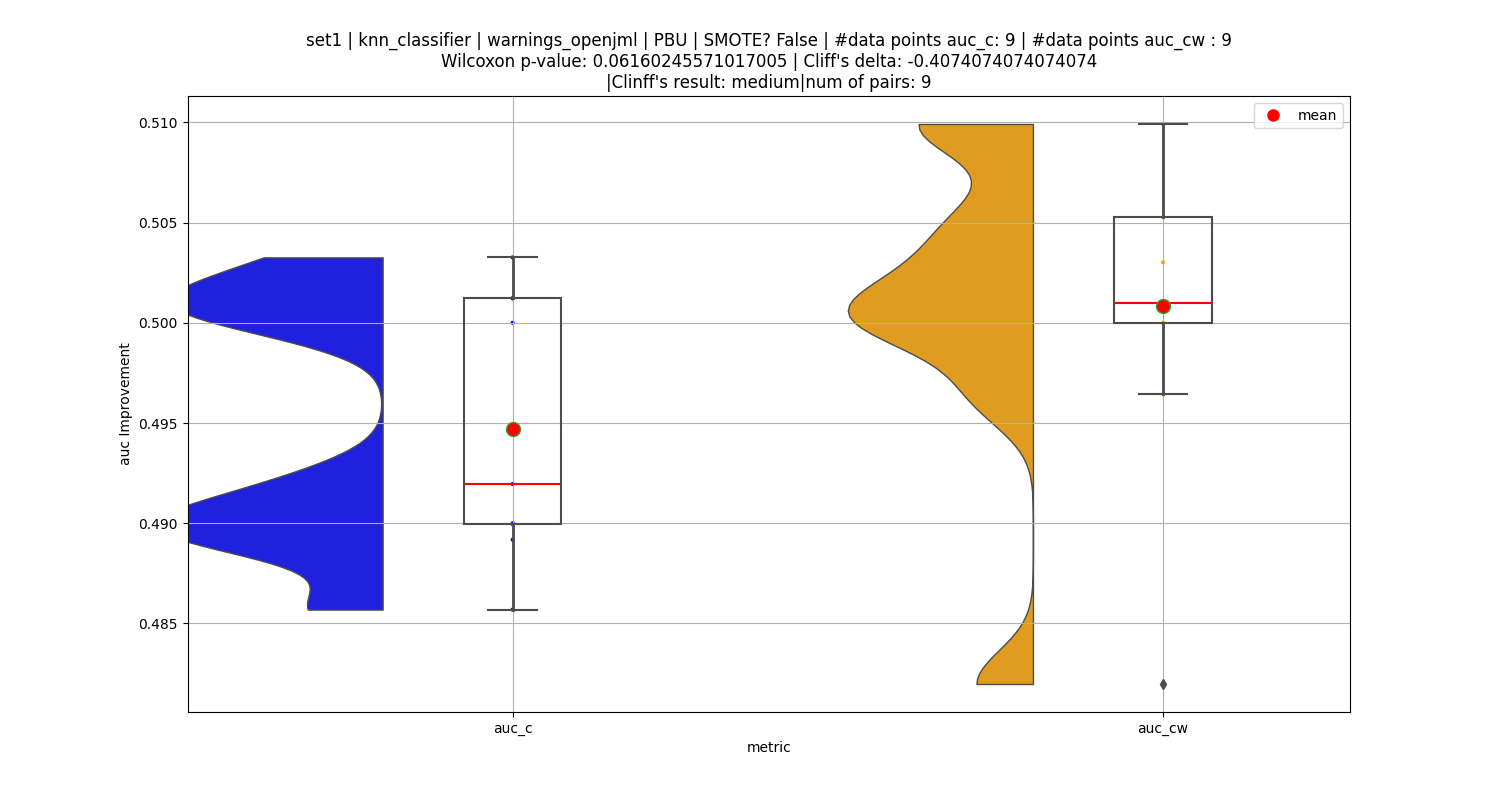 set1 | knn_classifier | warnings_openjml | PBU | SMOTE? False | #data points auc_c: 9 | #data points auc_cw : 9
Wilcoxon p-value: 0.06160245571017005 | Cliff's delta: -0.4074074074074074
|Clinff's result: medium|num of pairs: 9
mean
0.510
0.505
0.500
0.495
0.490
0.485
auc Improvement
auc_c
auc_cw
metric